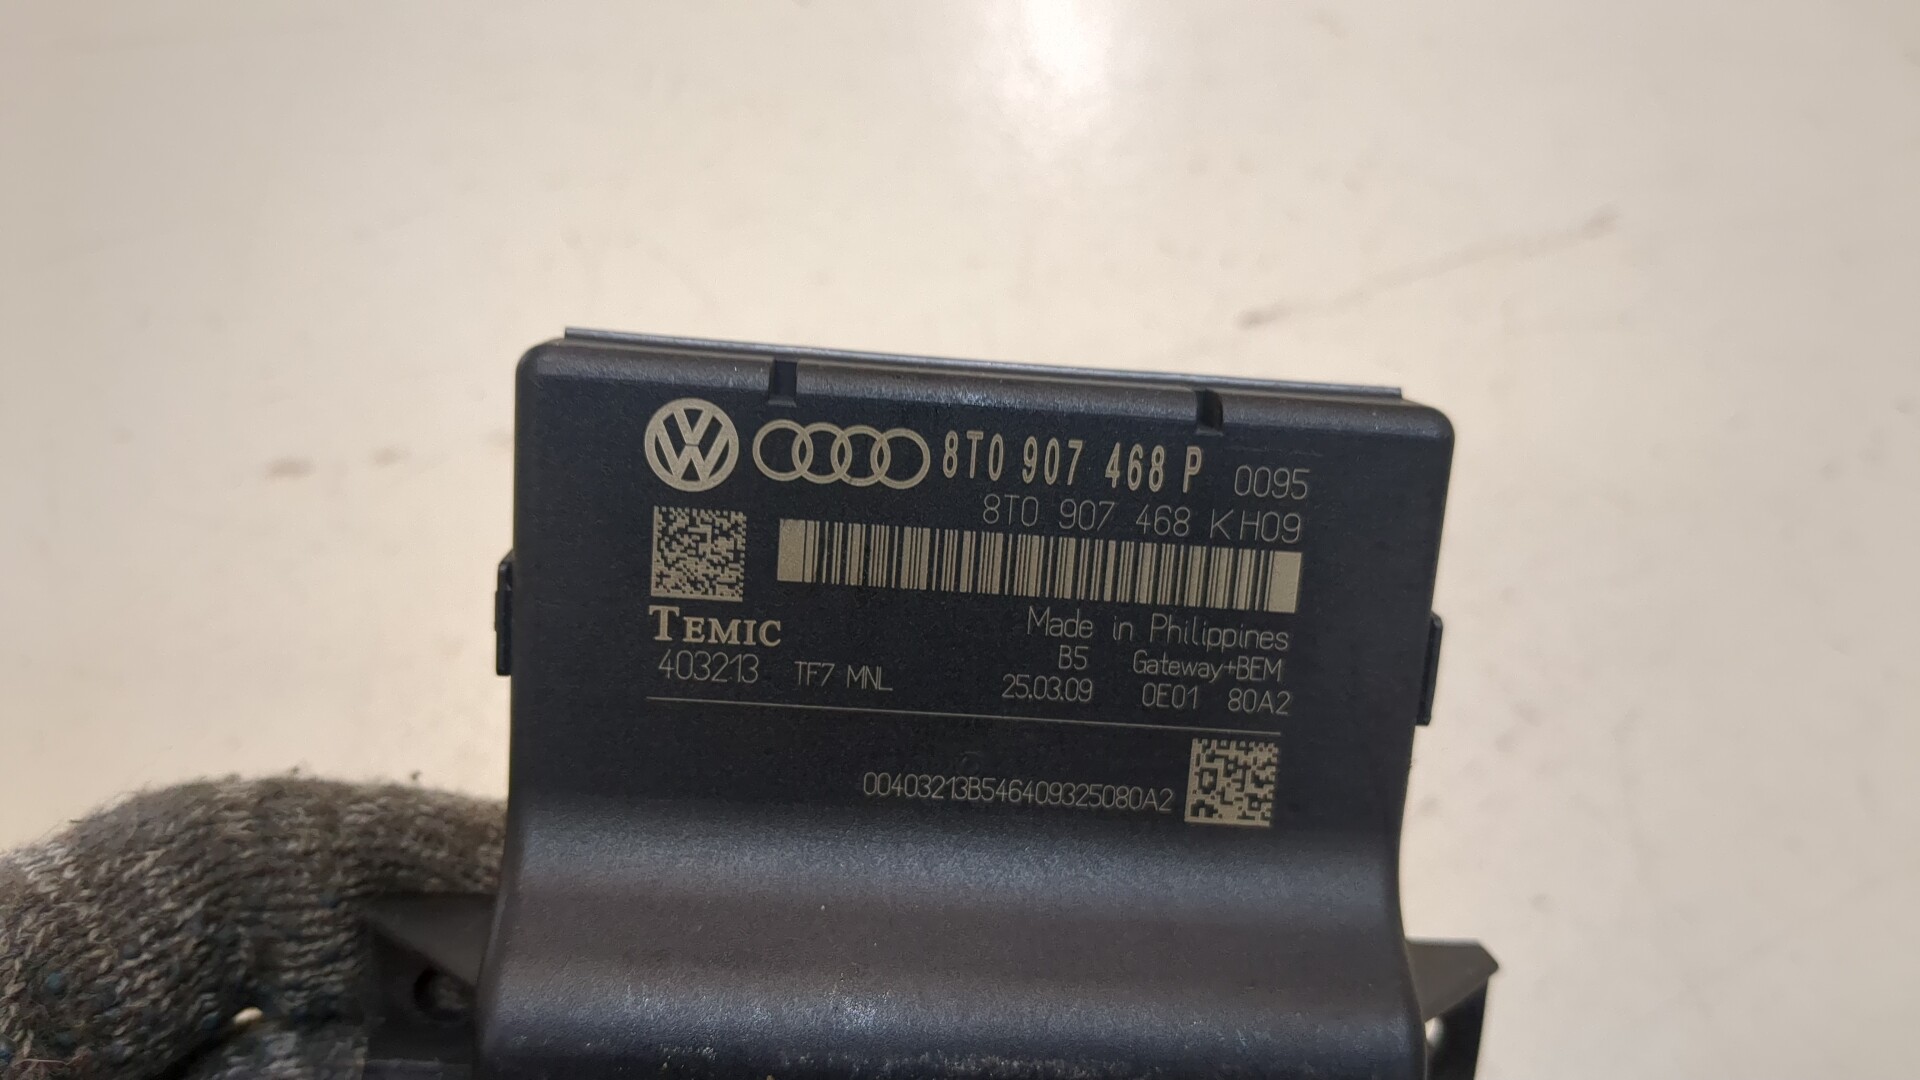 8T0 907 468 P 0095
8T0 907 468 K H09
TEMIC
Made in Philippines
403213 TF7 MNL B5 Gateway+BEM
25.03.09 0E01 80A2
00403213B546409325080A2